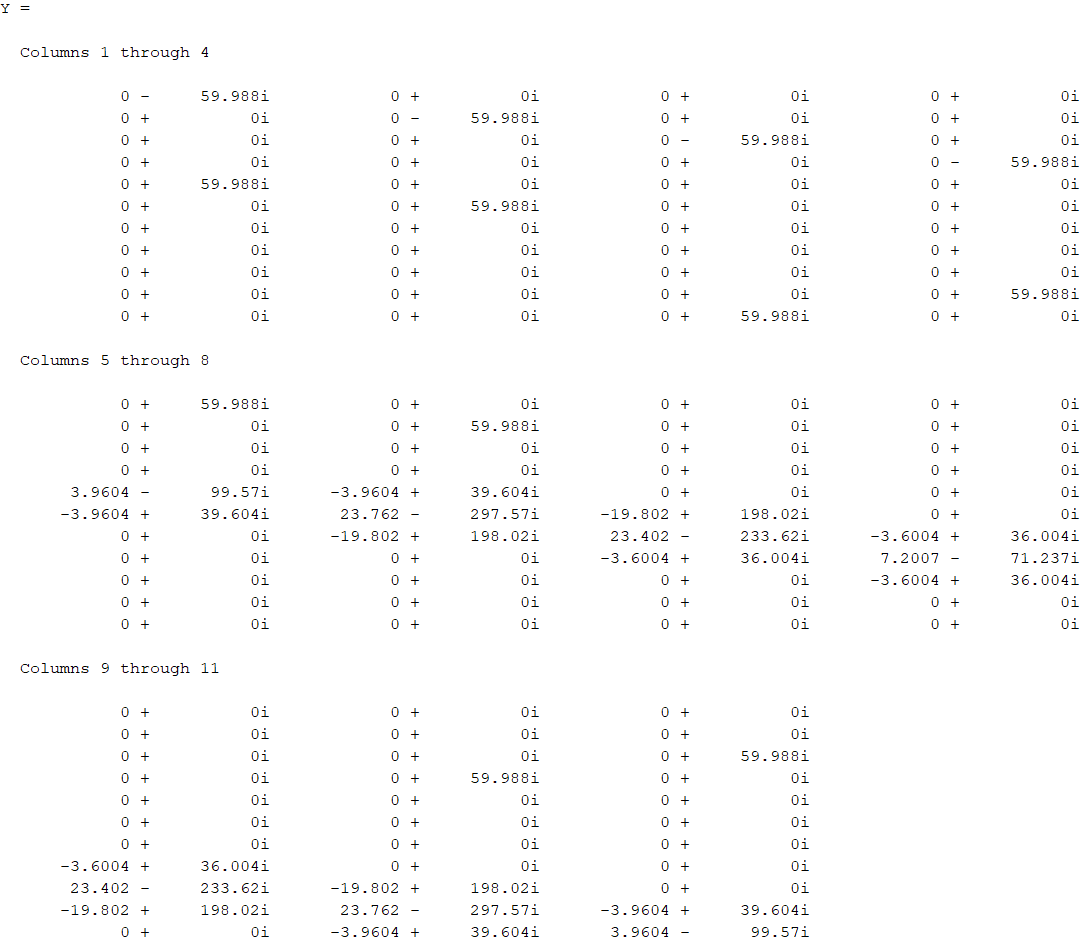 Y =
Columns 1 through 4
0 - 59.988i 0 + 0i 0 + 0i 0 + 0i
0 + 0i 0 - 59.988i 0 + 0i 0 + 0i
0 + 0i 0 + 0i 0 - 59.988i 0 + 0i
0 + 0i 0 + 0i 0 + 0i 0 - 59.988i
0 + 59.988i 0 + 0i 0 + 0i 0 + 0i
0 + 0i 0 + 59.988i 0 + 0i 0 + 0i
0 + 0i 0 + 0i 0 + 0i 0 + 0i
0 + 0i 0 + 0i 0 + 0i 0 + 0i
0 + 0i 0 + 0i 0 + 0i 0 + 0i
0 + 0i 0 + 0i 0 + 0i 0 + 59.988i
0 + 0i 0 + 0i 0 + 59.988i 0 + 0i
Columns 5 through 8
0 + 59.988i 0 + 0i 0 + 0i 0 + 0i
0 + 0i 0 + 59.988i 0 + 0i 0 + 0i
0 + 0i 0 + 0i 0 + 0i 0 + 0i
0 + 0i 0 + 0i 0 + 0i 0 + 0i
3.9604 - 99.57i -3.9604 + 39.604i 0 + 0i 0 + 0i
-3.9604 + 39.604i 23.762 - 297.57i -19.802 + 198.02i 0 + 0i
0 + 0i -19.802 + 198.02i 23.402 - 233.62i -3.6004 + 36.004i
0 + 0i 0 + 0i -3.6004 + 36.004i 7.2007 - 71.237i
0 + 0i 0 + 0i 0 + 0i -3.6004 + 36.004i
0 + 0i 0 + 0i 0 + 0i 0 + 0i
0 + 0i 0 + 0i 0 + 0i 0 + 0i
Columns 9 through 11
0 + 0i 0 + 0i 0 + 0i
0 + 0i 0 + 0i 0 + 0i
0 + 0i 0 + 0i 0 + 59.988i
0 + 0i 0 + 59.988i 0 + 0i
0 + 0i 0 + 0i 0 + 0i
0 + 0i 0 + 0i 0 + 0i
0 + 0i 0 + 0i 0 + 0i
-3.6004 + 36.004i 0 + 0i 0 + 0i
23.402 - 233.62i -19.802 + 198.02i 0 + 0i
-19.802 + 198.02i 23.762 - 297.57i -3.9604 + 39.604i
0 + 0i -3.9604 + 39.604i 3.9604 - 99.57i